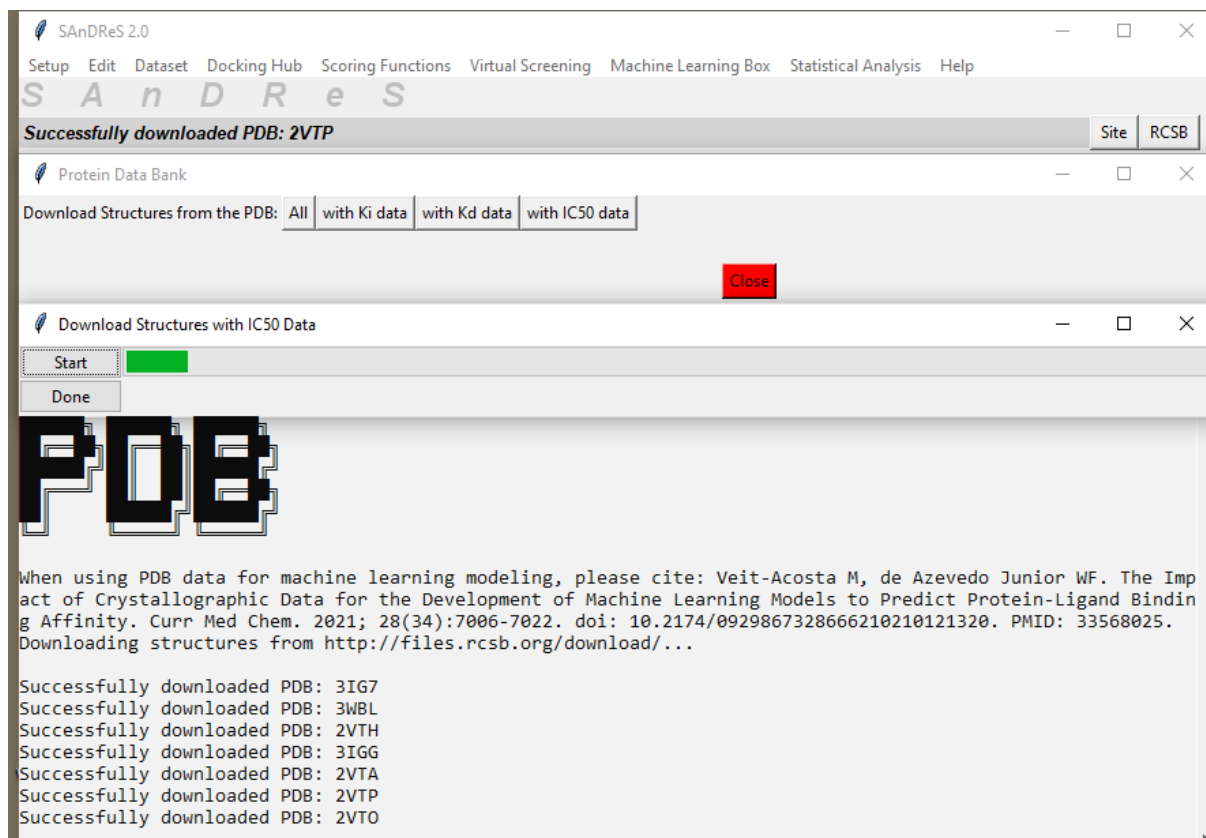 SAnDReS 2.0
Setup Edit Dataset Docking Hub Scoring Functions Virtual Screening Machine Learning Box Statistical Analysis Help
S A n D R e S
Successfully downloaded PDB: 2VTP Site RCSB
Protein Data Bank
Download Structures from the PDB: All with Ki data with Kd data with IC50 data
Close
Download Structures with IC50 Data
Start
Done
PDB
When using PDB data for machine learning modeling, please cite: Veit-Acosta M, de Azevedo Junior WF. The Imp
act of Crystallographic Data for the Development of Machine Learning Models to Predict Protein-Ligand Bindin
g Affinity. Curr Med Chem. 2021; 28(34):7006-7022. doi: 10.2174/0929867328666210210121320. PMID: 33568025.
Downloading structures from http://files.rcsb.org/download/...
Successfully downloaded PDB: 3IG7
Successfully downloaded PDB: 3WBL
Successfully downloaded PDB: 2VTH
Successfully downloaded PDB: 3IGG
Successfully downloaded PDB: 2VTA
Successfully downloaded PDB: 2VTP
Successfully downloaded PDB: 2VTO